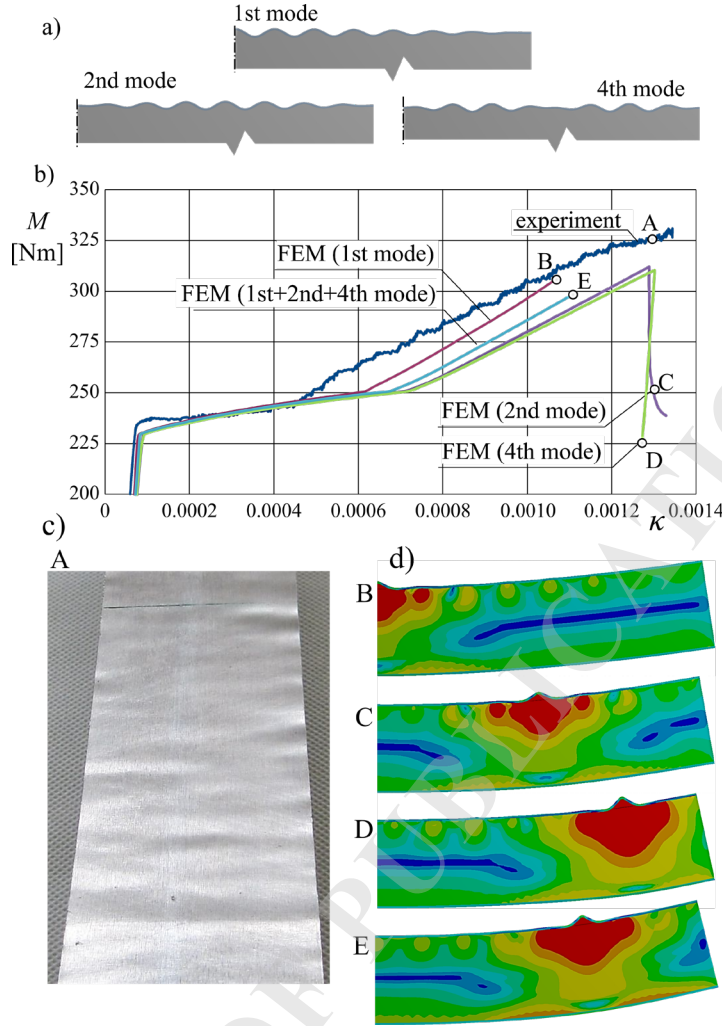 a)
1st mode
2nd mode
4th mode
b)
M
[Nm]
350
325
300
275
250
225
200
experiment
A
FEM (1st mode)
B
E
FEM (1st+2nd+4th mode)
C
FEM (2nd mode)
FEM (4th mode)
D
0
0.0002
0.0004
0.0006
0.0008
0.0010
0.0012
0.0014
κ
c)
A
d)
B
C
D
E
OF PUBLICATIO